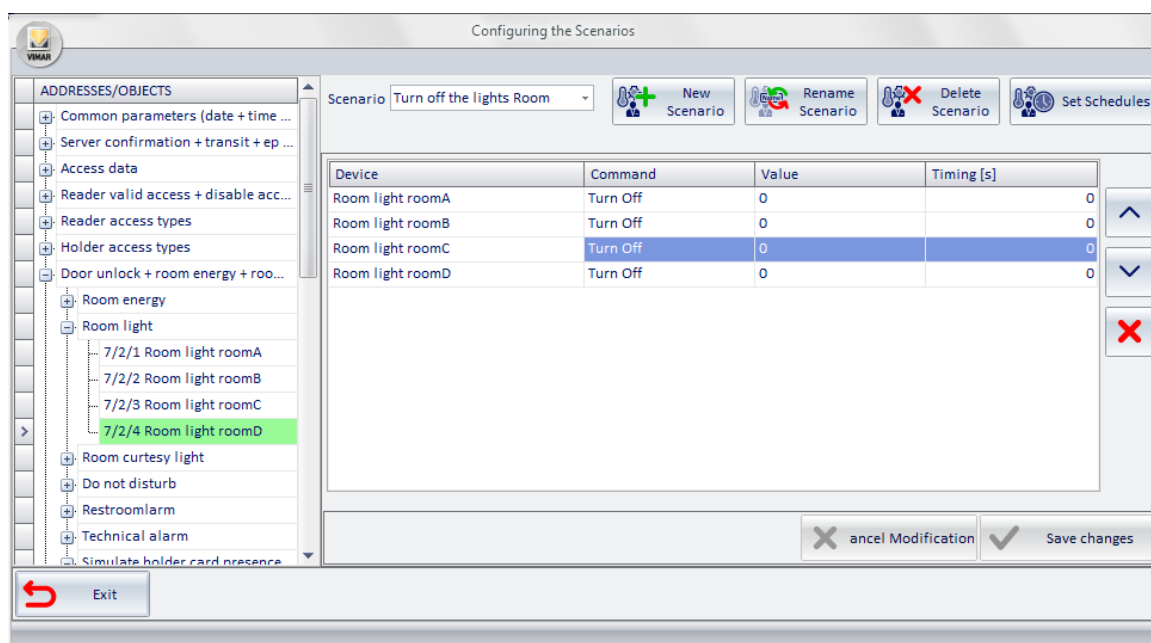 Configuring the Scenarios
VIMAR
ADDRESSES/OBJECTS
Common parameters (date + time ...
Server confirmation + transit + ep ...
Access data
Reader valid access + disable acc...
Reader access types
Holder access types
Door unlock + room energy + roo...
Room energy
Room light
7/2/1 Room light roomA
7/2/2 Room light roomB
7/2/3 Room light roomC
7/2/4 Room light roomD
Room curtesy light
Do not disturb
Restroomlarm
Technical alarm
Simulate holder card presence
Scenario Turn off the lights Room
New
Scenario
Rename
Scenario
Delete
Scenario
Set Schedules
Device Command Value Timing [s]
Room light roomA Turn Off 0 0
Room light roomB Turn Off 0 0
Room light roomC Turn Off 0 0
Room light roomD Turn Off 0 0
ancel Modification
Save changes
Exit